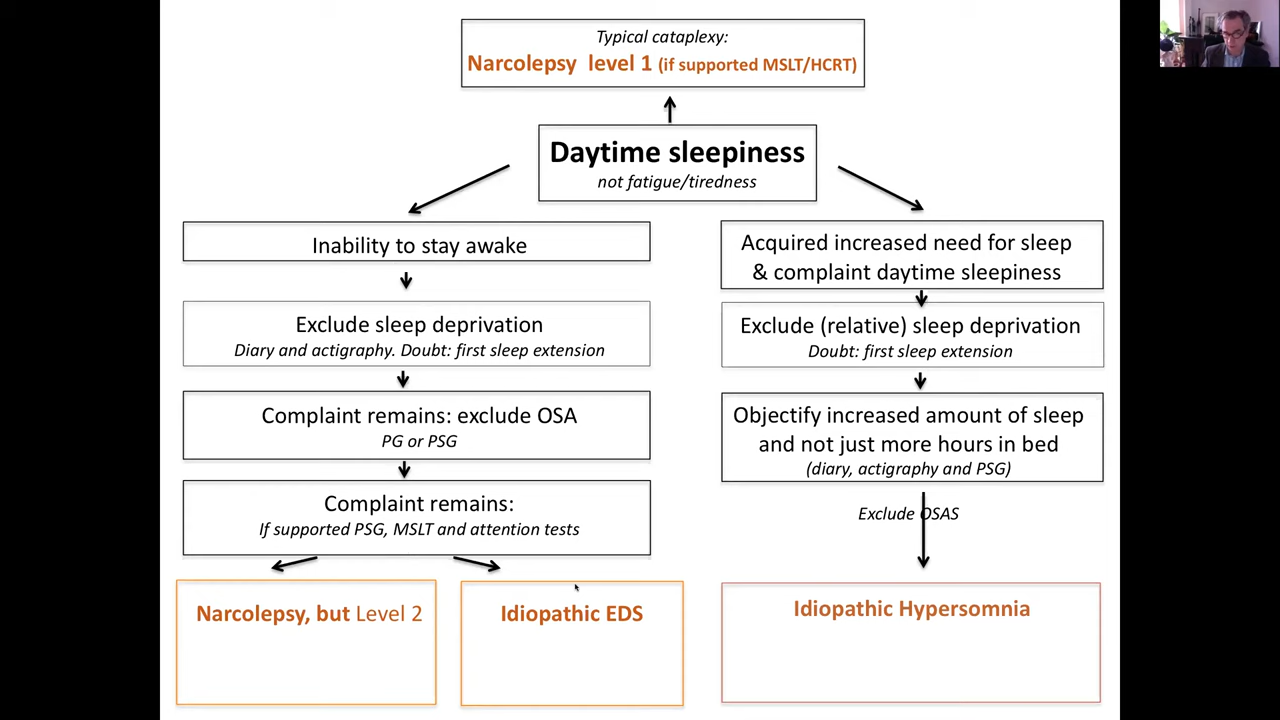 Typical cataplexy:
Narcolepsy level 1 (if supported MSLT/HCRT)
Daytime sleepiness
not fatigue/tiredness
Inability to stay awake
Exclude sleep deprivation
Diary and actigraphy. Doubt: first sleep extension
Complaint remains: exclude OSA
PG or PSG
Complaint remains:
If supported PSG, MSLT and attention tests
Narcolepsy, but Level 2
Idiopathic EDS
Acquired increased need for sleep
& complaint daytime sleepiness
Exclude (relative) sleep deprivation
Doubt: first sleep extension
Objectify increased amount of sleep
and not just more hours in bed
(diary, actigraphy and PSG)
Exclude OSAS
Idiopathic Hypersomnia